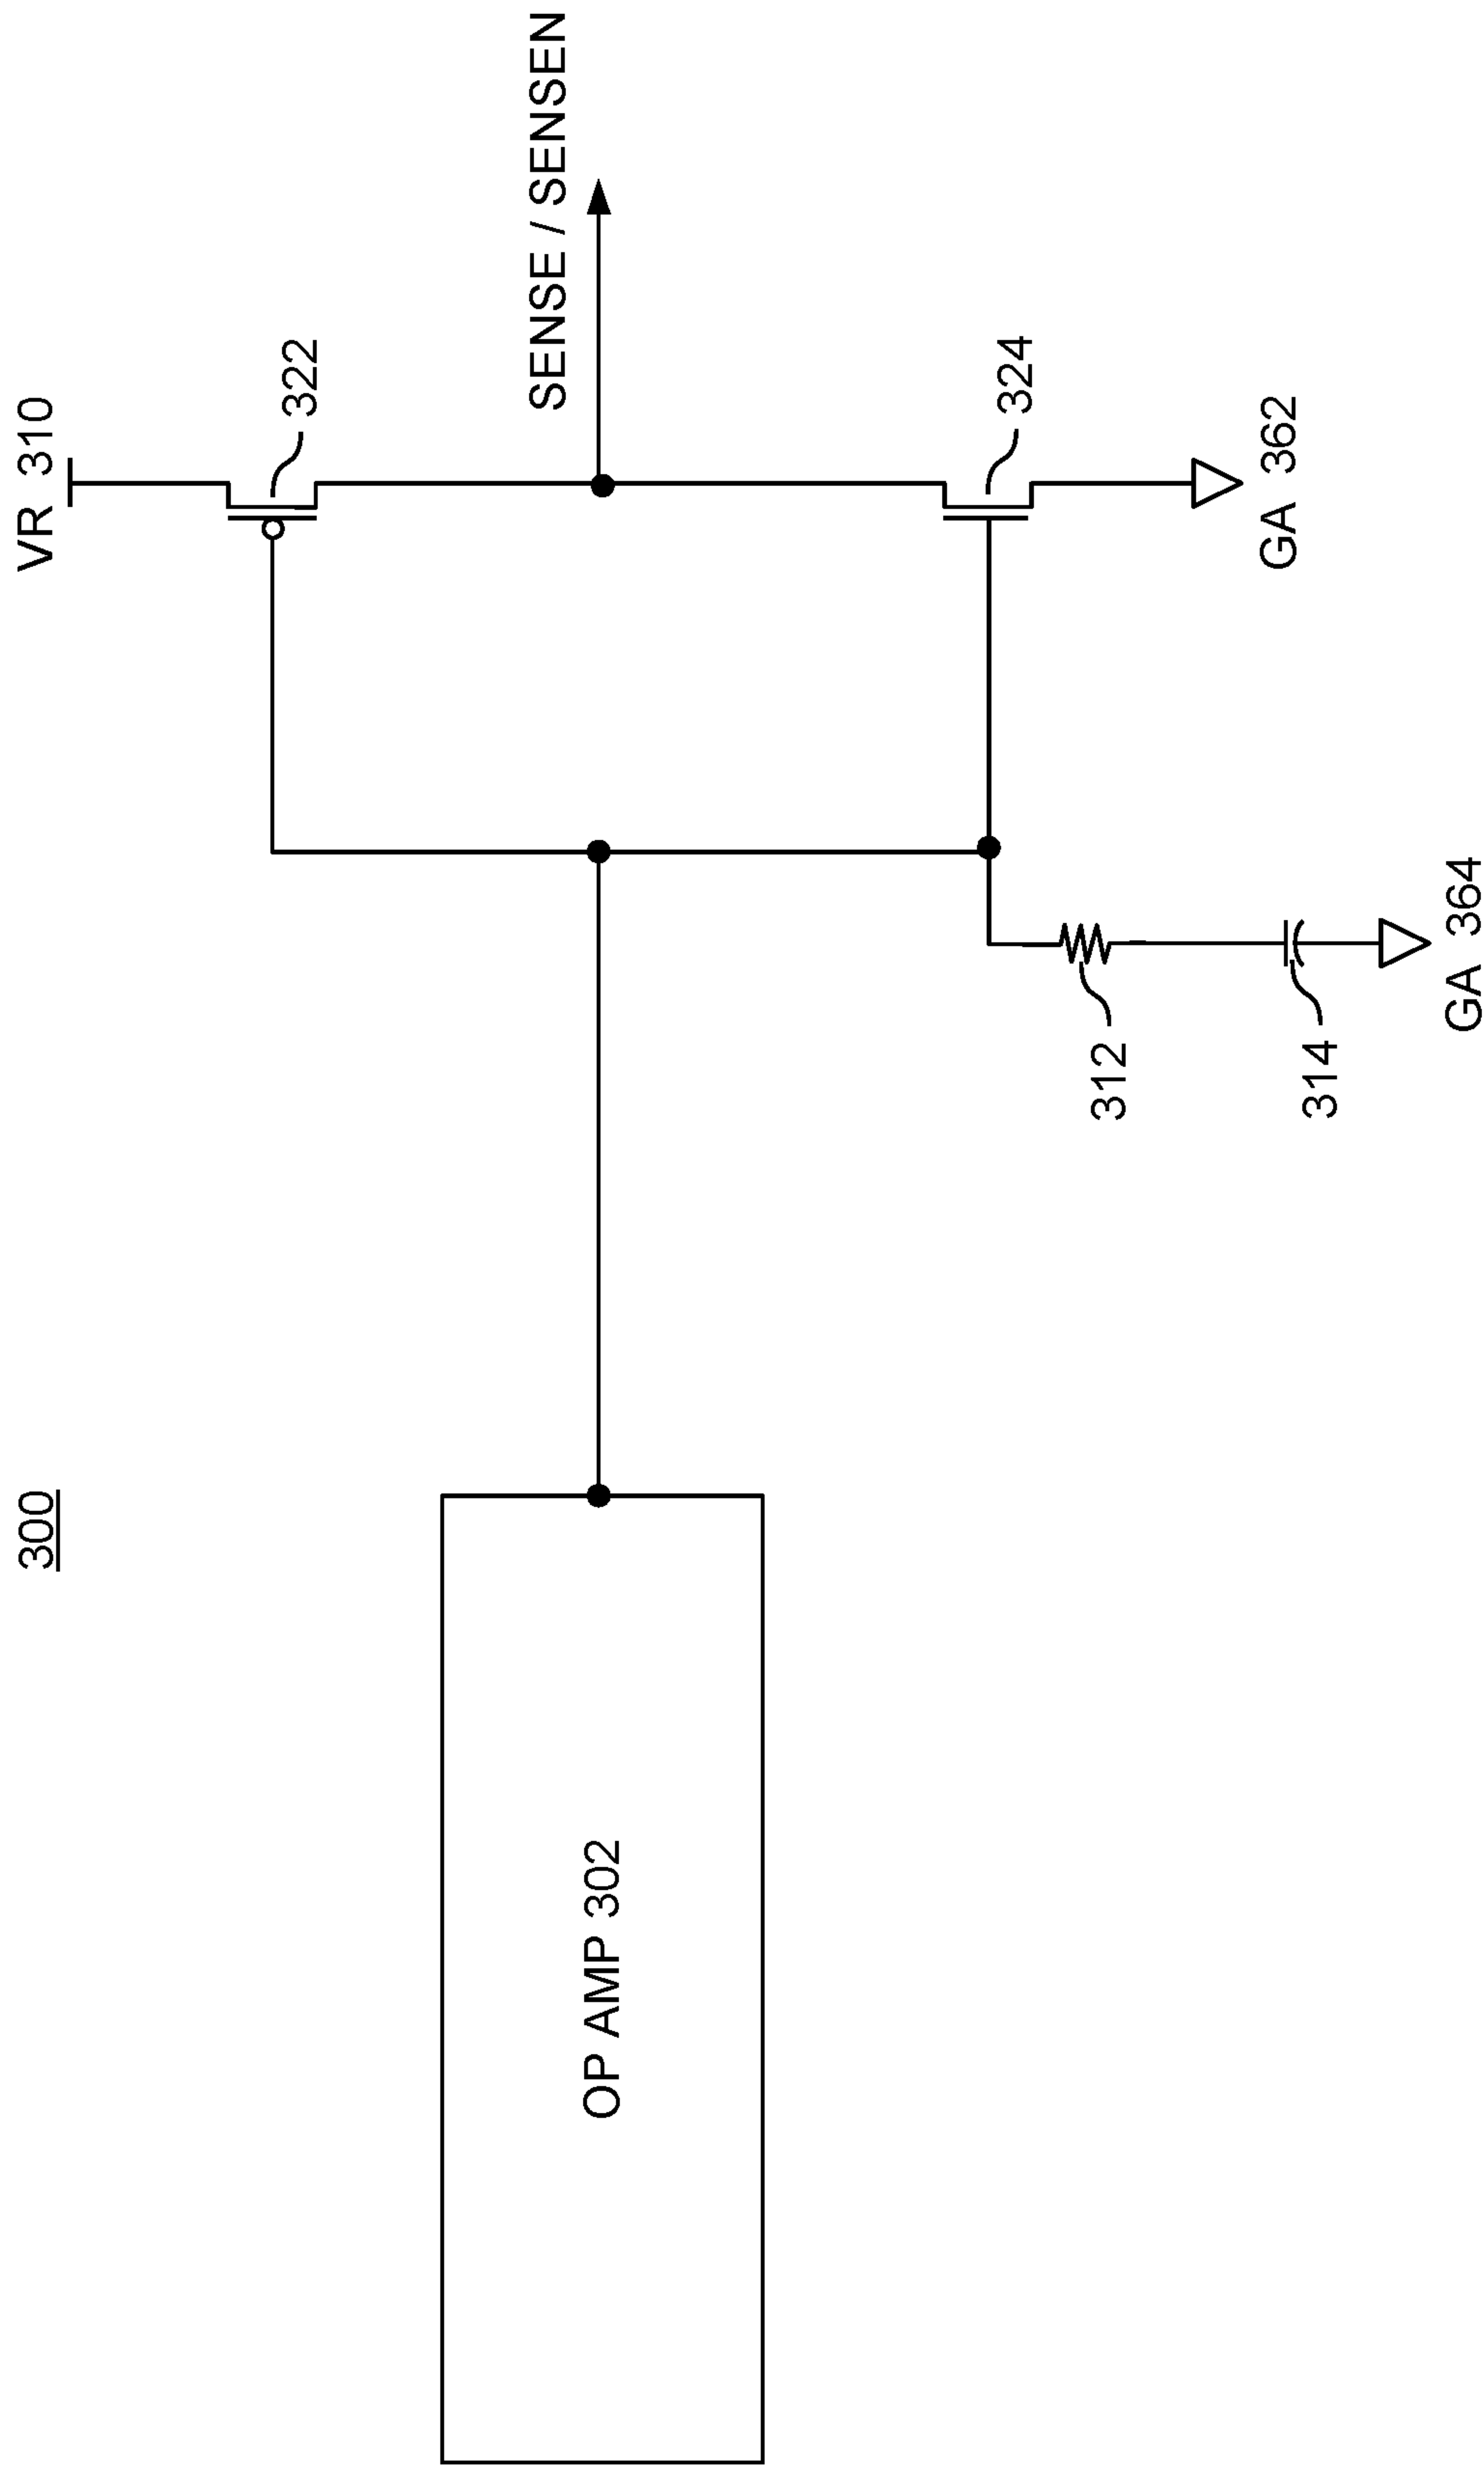 300
VR 310
322
SENSE / SENSEN
OP AMP 302
324
312
314
GA 362
GA 364